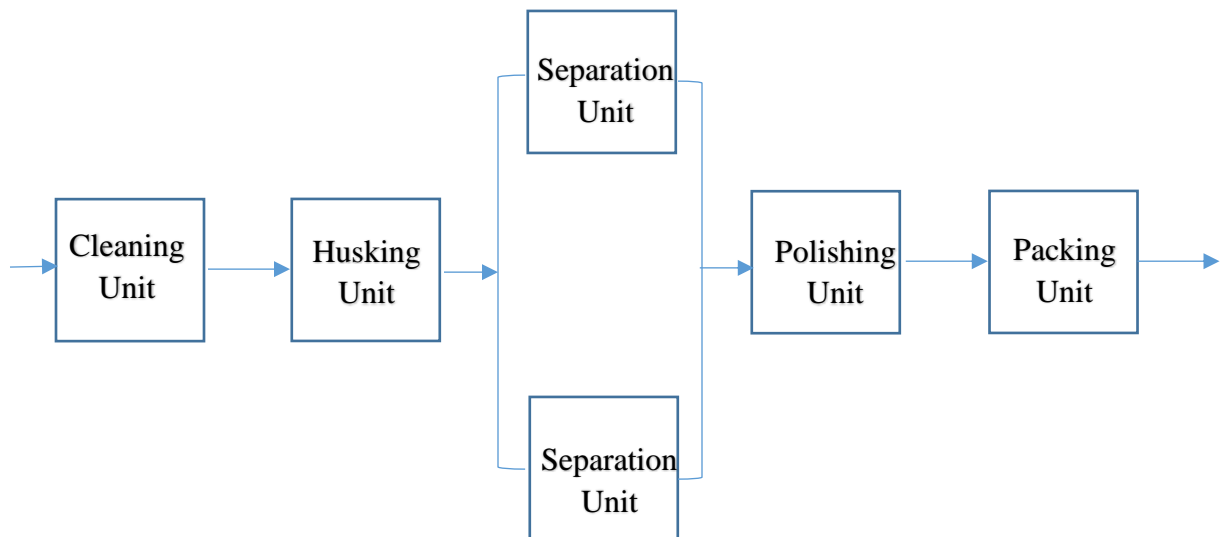 Separation
Unit
Cleaning
Unit
Husking
Unit
Polishing
Unit
Packing
Unit
Separation
Unit